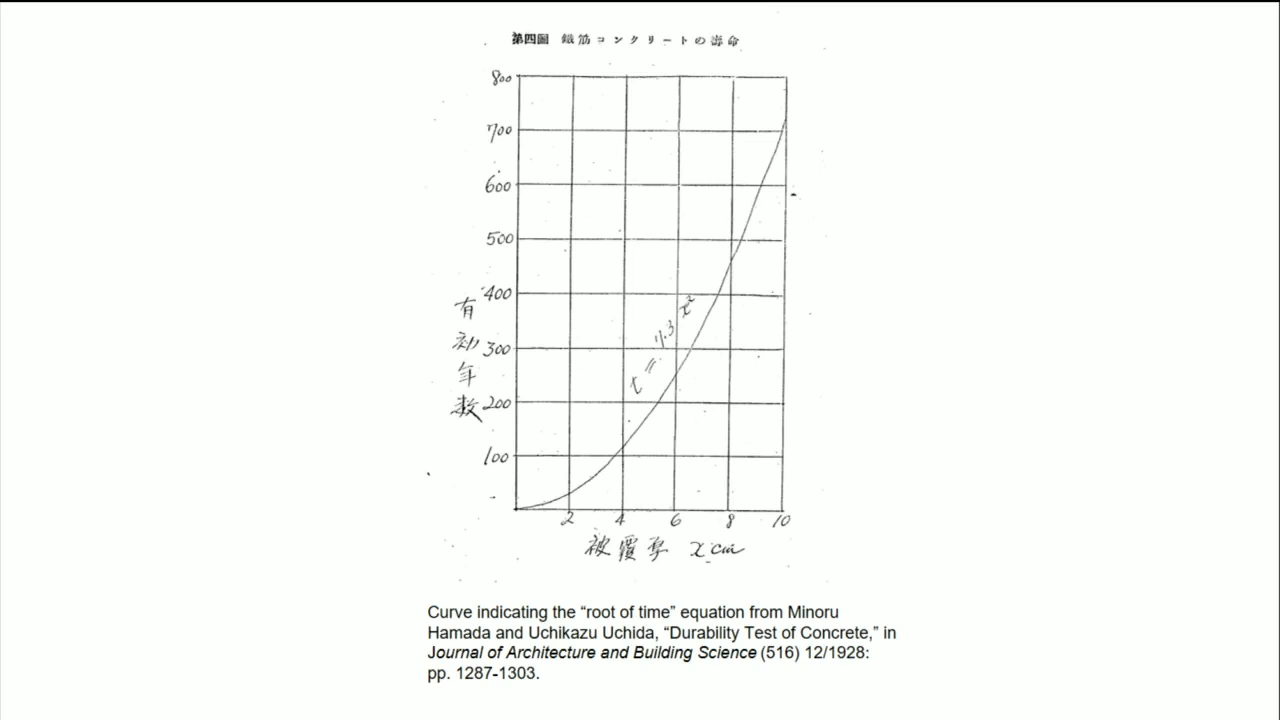 第四圖 鐵筋コンクリートの壽命
800
700
600
500
400
300
200
100
有効年数
t = 7.3 x²
2 4 6 8 10
被覆厚 x cm
Curve indicating the “root of time” equation from Minoru
Hamada and Uchikazu Uchida, “Durability Test of Concrete,” in
Journal of Architecture and Building Science (516) 12/1928:
pp. 1287-1303.